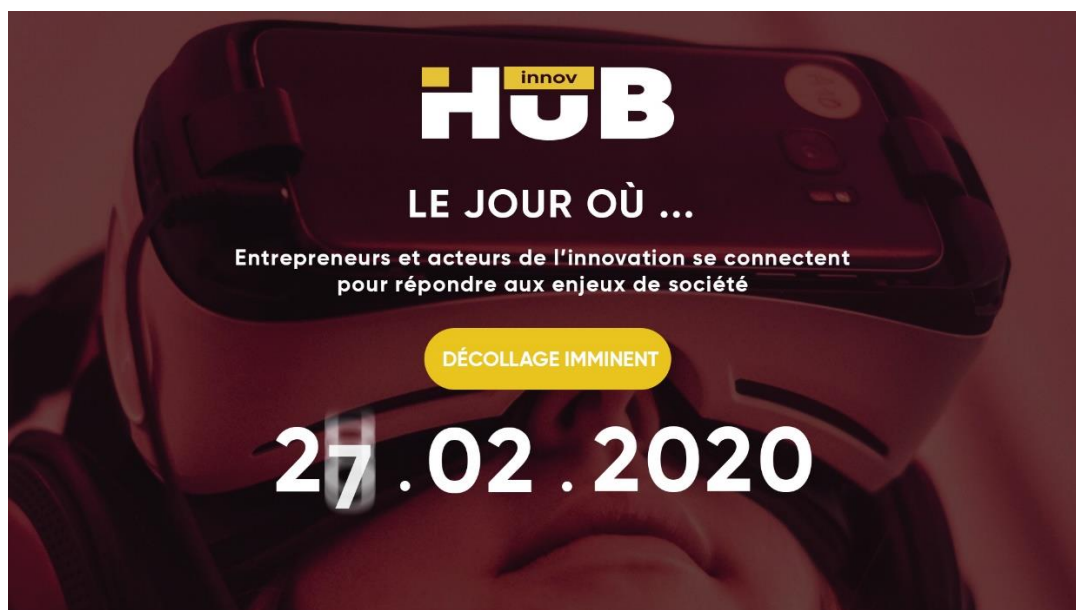 innov
HUB
LE JOUR OÙ ...
Entrepreneurs et acteurs de l'innovation se connectent
pour répondre aux enjeux de société
DÉCOLLAGE IMMINENT
27.02.2020